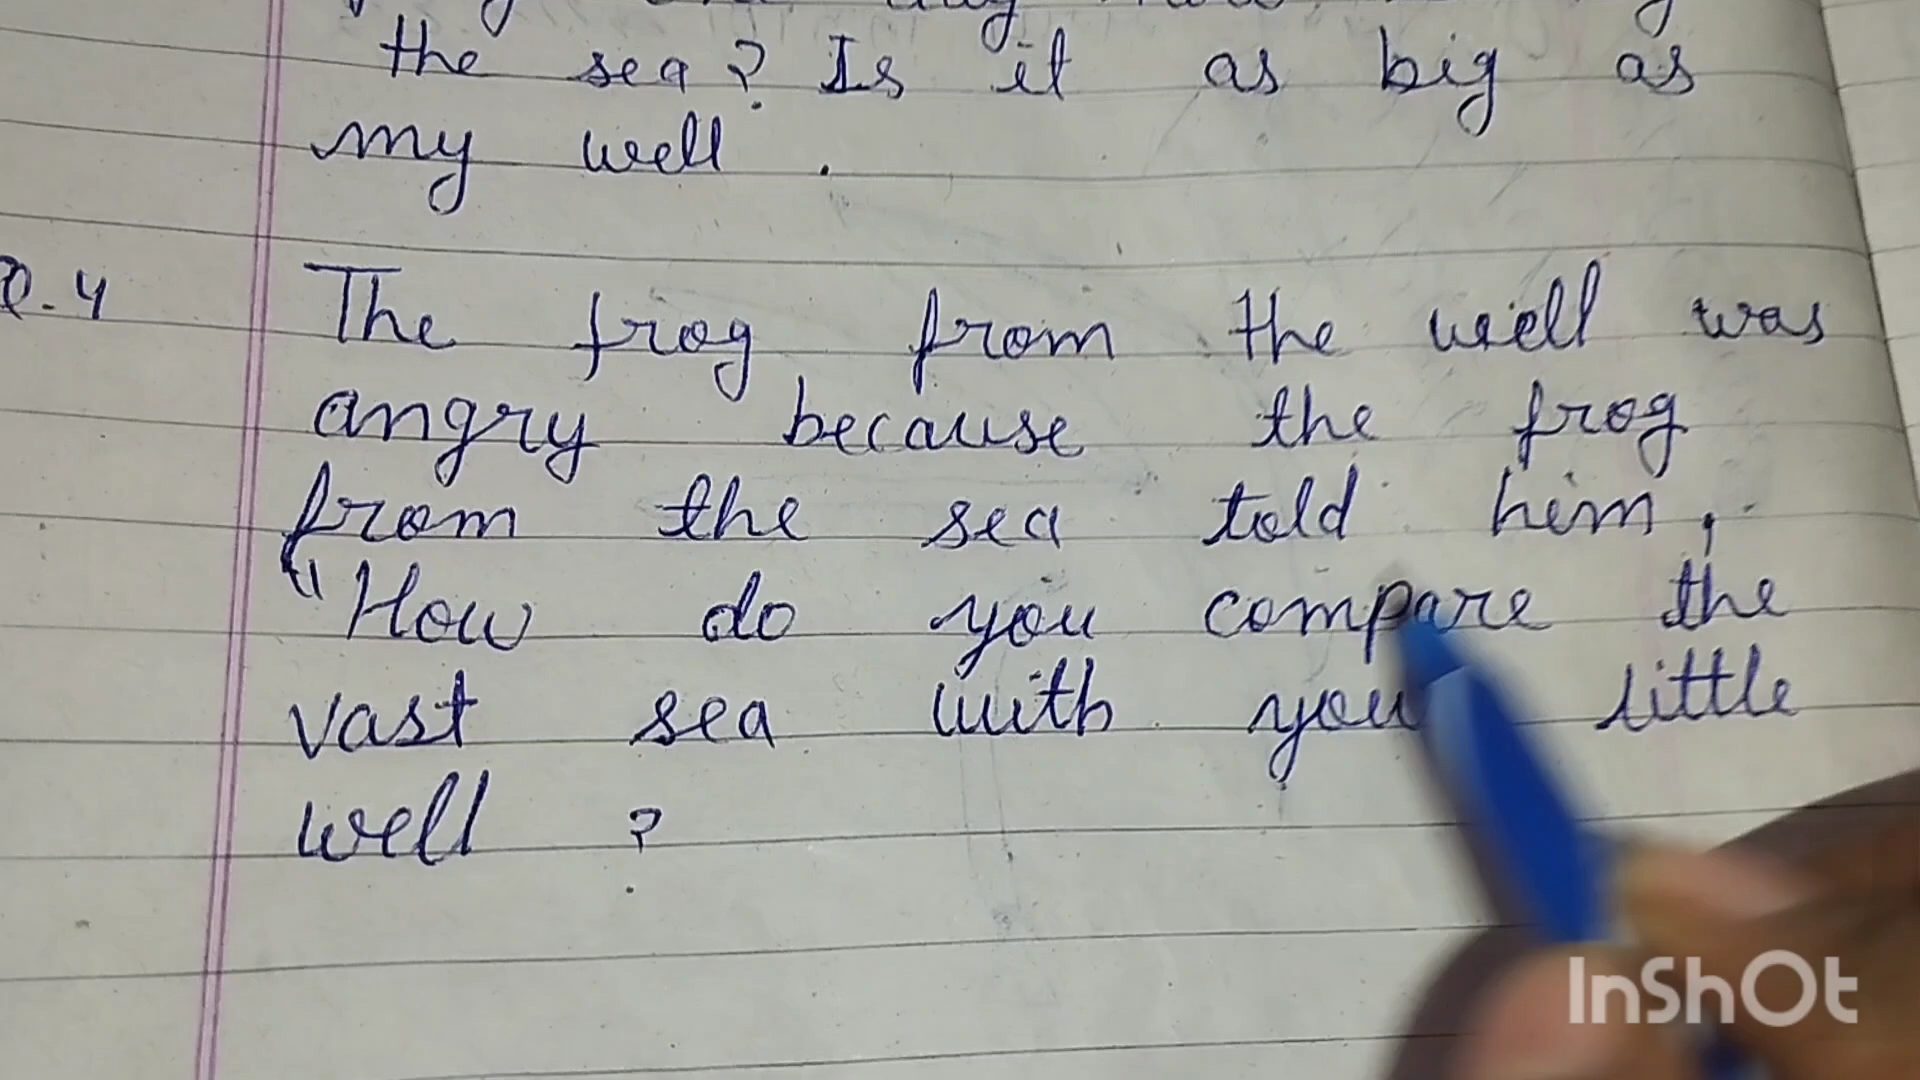 the sea? Is it as big as
my well .
Q.4 The frog from the well was
angry because the frog
from the sea told him,
"How do you compare the
vast sea with you little
well ?
InShOt